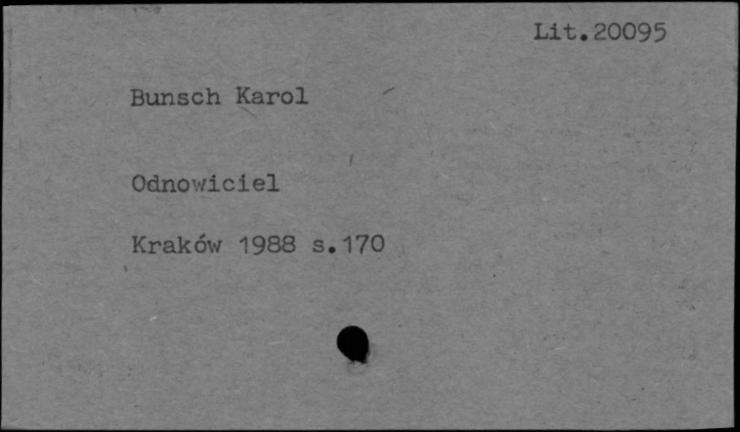 Lit.20095
Bunsch Karol
Odnowiciel
Kraków 1988 s.170